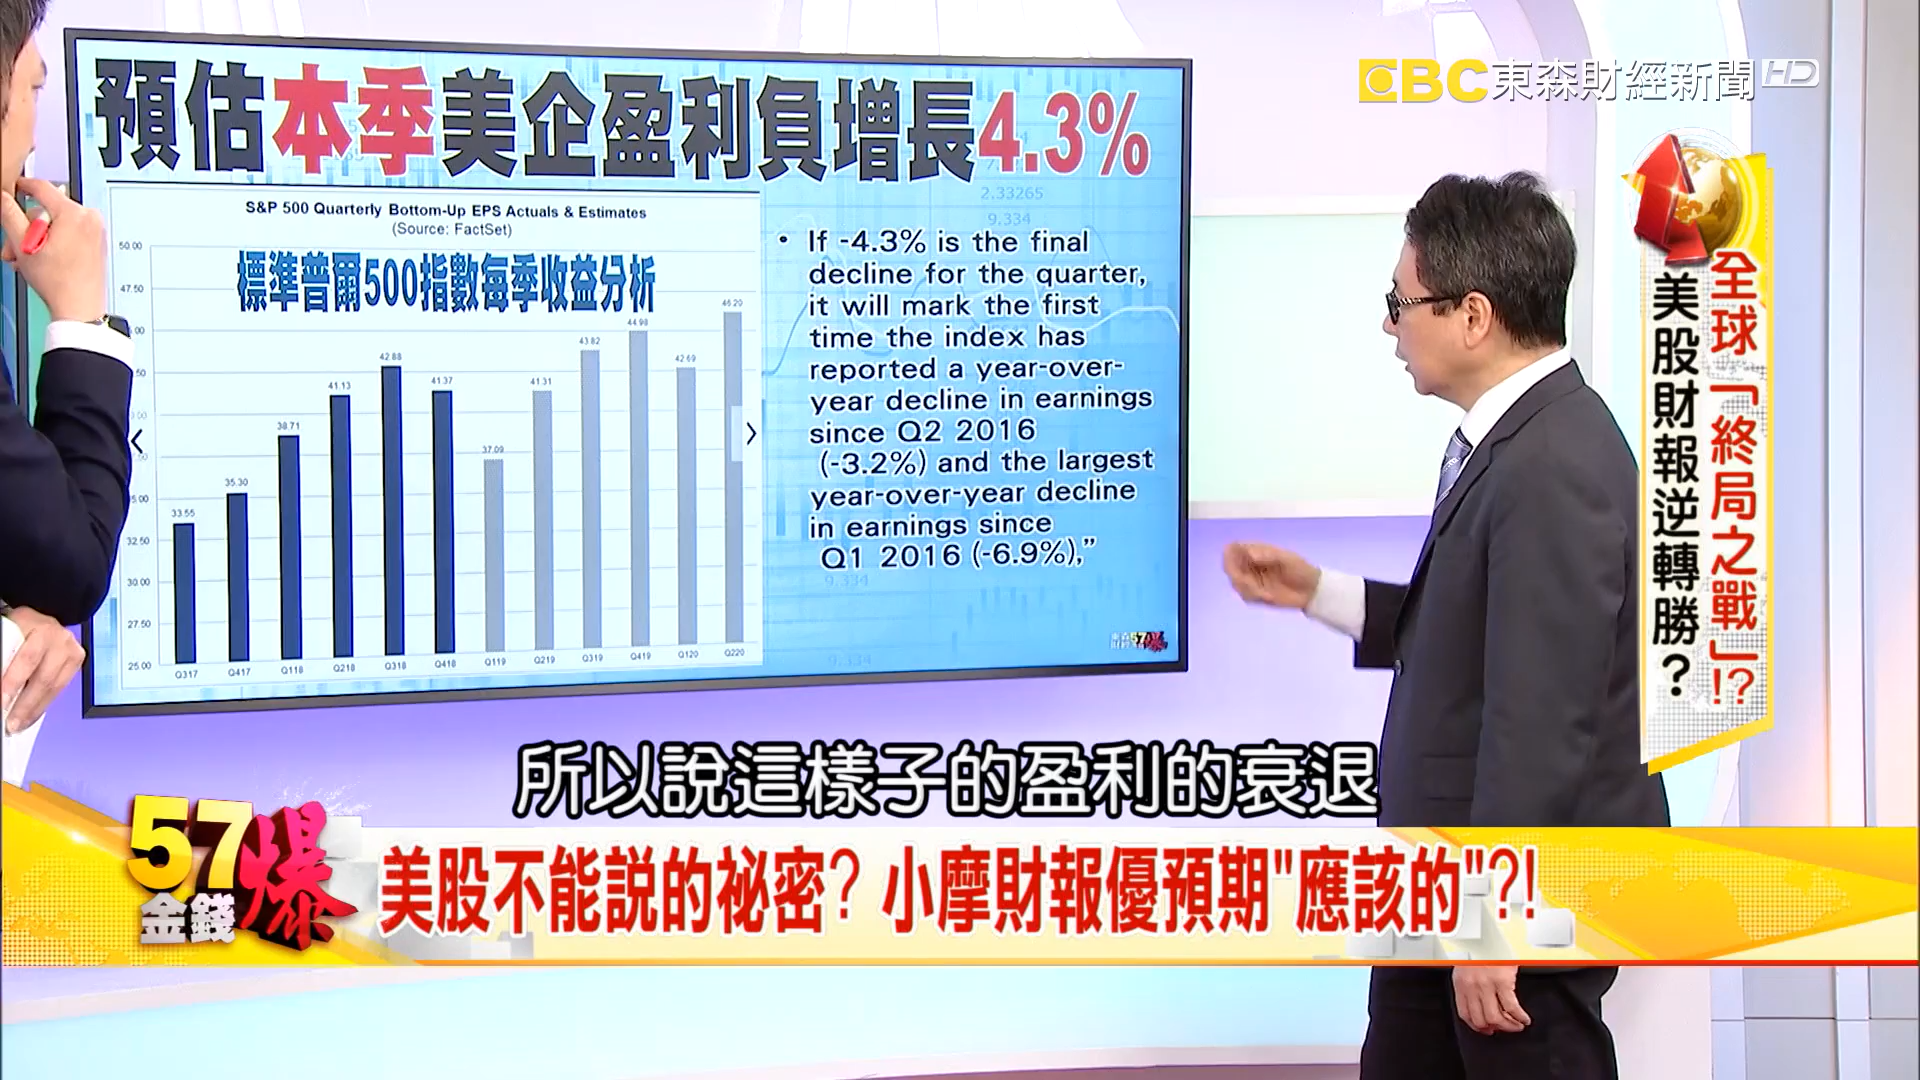 預估本季美企盈利負增長4.3%
EBC東森財經新聞HD
S&P 500 Quarterly Bottom-Up EPS Actuals & Estimates
(Source: FactSet)
標準普爾500指數每季收益分析
50.00
47.50
32.50
30.00
27.50
25.00
33.55
35.30
38.71
41.13
42.88
41.37
37.09
41.31
43.82
44.98
42.69
46.20
Q317
Q417
Q118
Q218
Q318
Q418
Q119
Q219
Q319
Q419
Q120
Q220
2.33265
9.334
• If -4.3% is the final
decline for the quarter,
it will mark the first
time the index has
reported a year-over-
year decline in earnings
since Q2 2016
(-3.2%) and the largest
year-over-year decline
in earnings since
Q1 2016 (-6.9%),”
9.334
9.334
全球「終局之戰」!?
美股財報逆轉勝？
所以說這樣子的盈利的衰退
57
金錢
爆
美股不能說的祕密? 小摩財報優預期"應該的"?!